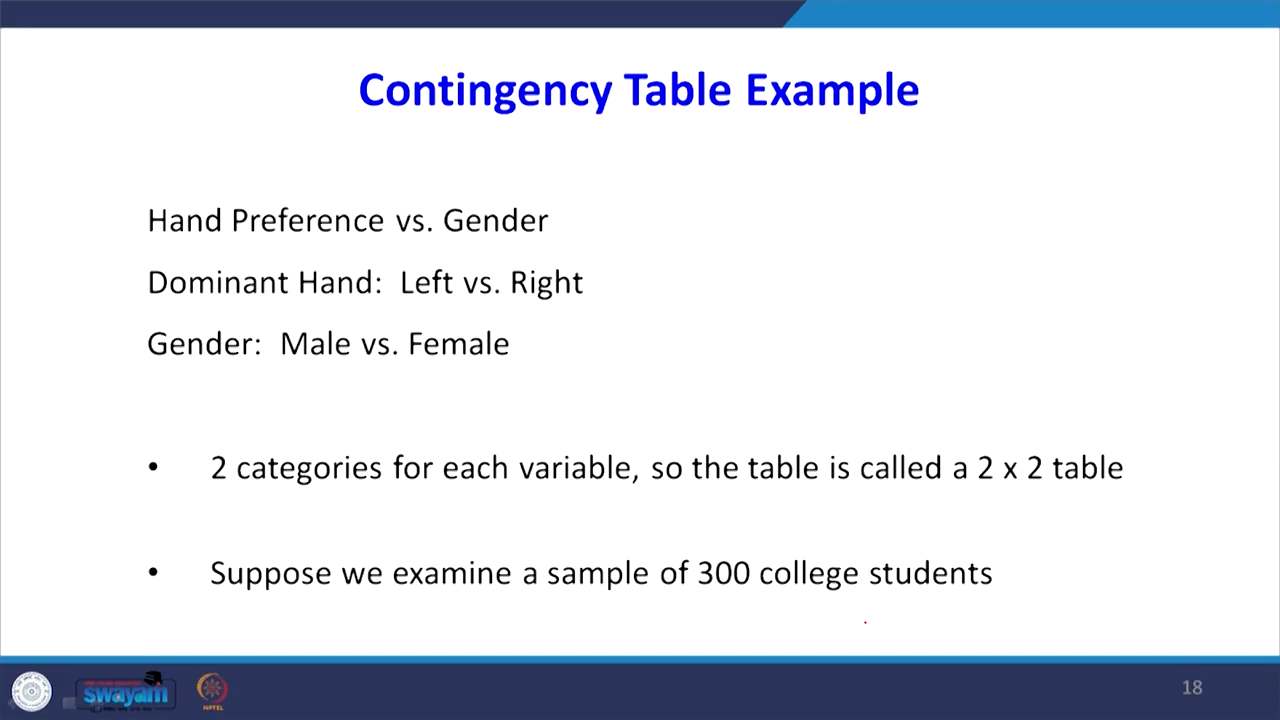 Contingency Table Example
Hand Preference vs. Gender
Dominant Hand: Left vs. Right
Gender: Male vs. Female
• 2 categories for each variable, so the table is called a 2 x 2 table
• Suppose we examine a sample of 300 college students
swayam
NPTEL
18